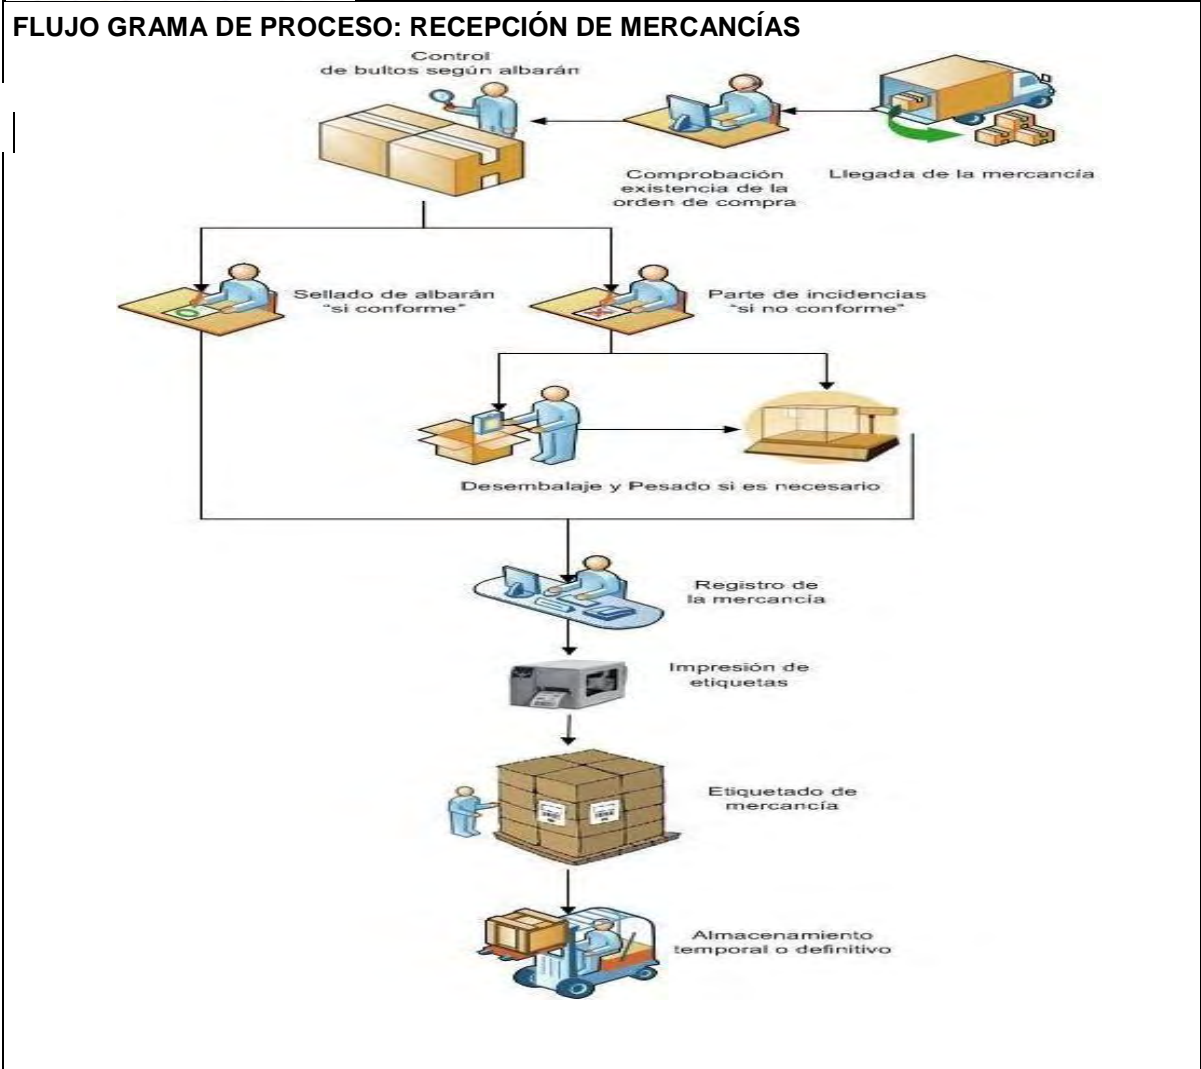 FLUJO GRAMA DE PROCESO: RECEPCIÓN DE MERCANCÍAS
Control
de bultos según albarán
Comprobación
existencia de la
orden de compra
Llegada de la mercancía
Sellado de albarán
"si conforme"
Parte de incidencias
"si no conforme"
Desembalaje y Pesado si es necesario
Registro de
la mercancía
Impresión de
etiquetas
Etiquetado de
mercancía
Almacenamiento
temporal o definitivo